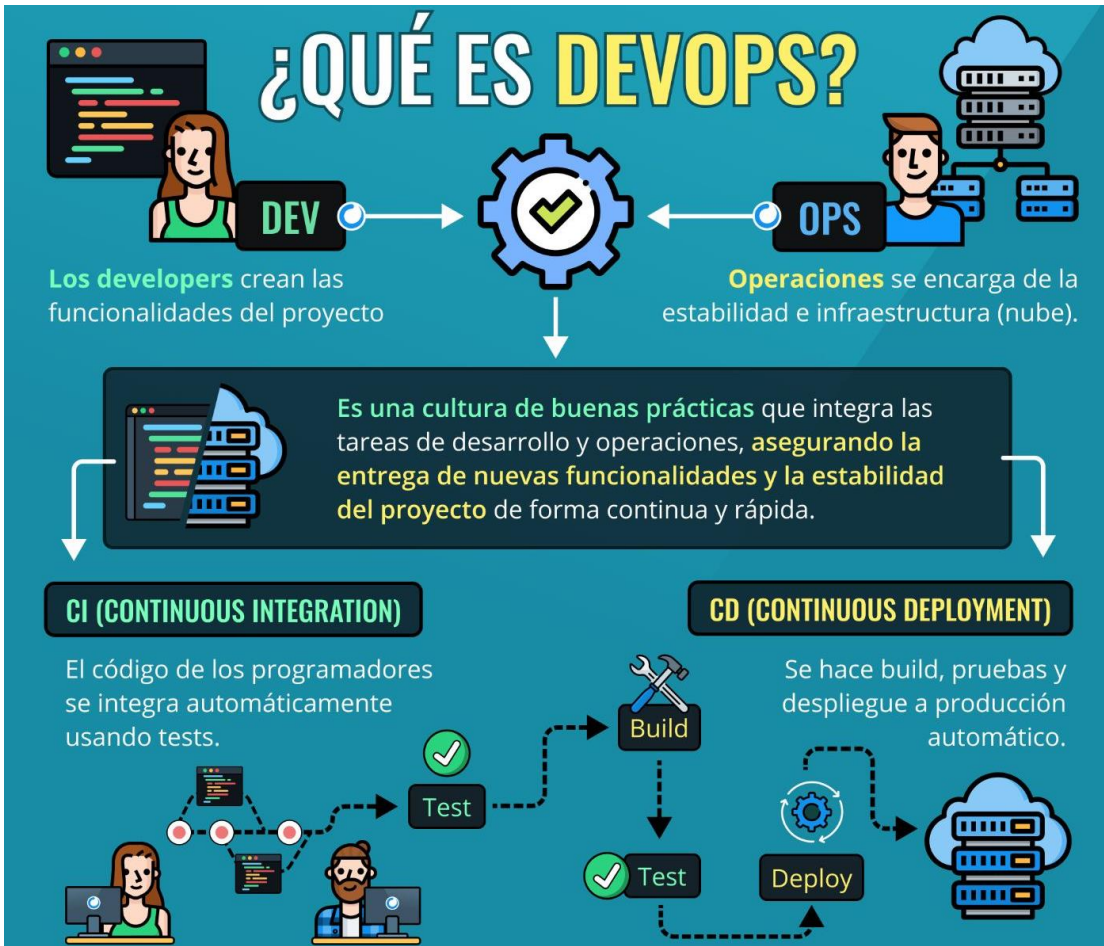 ¿QUÉ ES DEVOPS?
DEV
OPS
Los developers crean las
funcionalidades del proyecto
Operaciones se encarga de la
estabilidad e infraestructura (nube).
Es una cultura de buenas prácticas que integra las
tareas de desarrollo y operaciones, asegurando la
entrega de nuevas funcionalidades y la estabilidad
del proyecto de forma continua y rápida.
CI (CONTINUOUS INTEGRATION)
El código de los programadores
se integra automáticamente
usando tests.
CD (CONTINUOUS DEPLOYMENT)
Se hace build, pruebas y
despliegue a producción
automático.
Test
Build
Test
Deploy